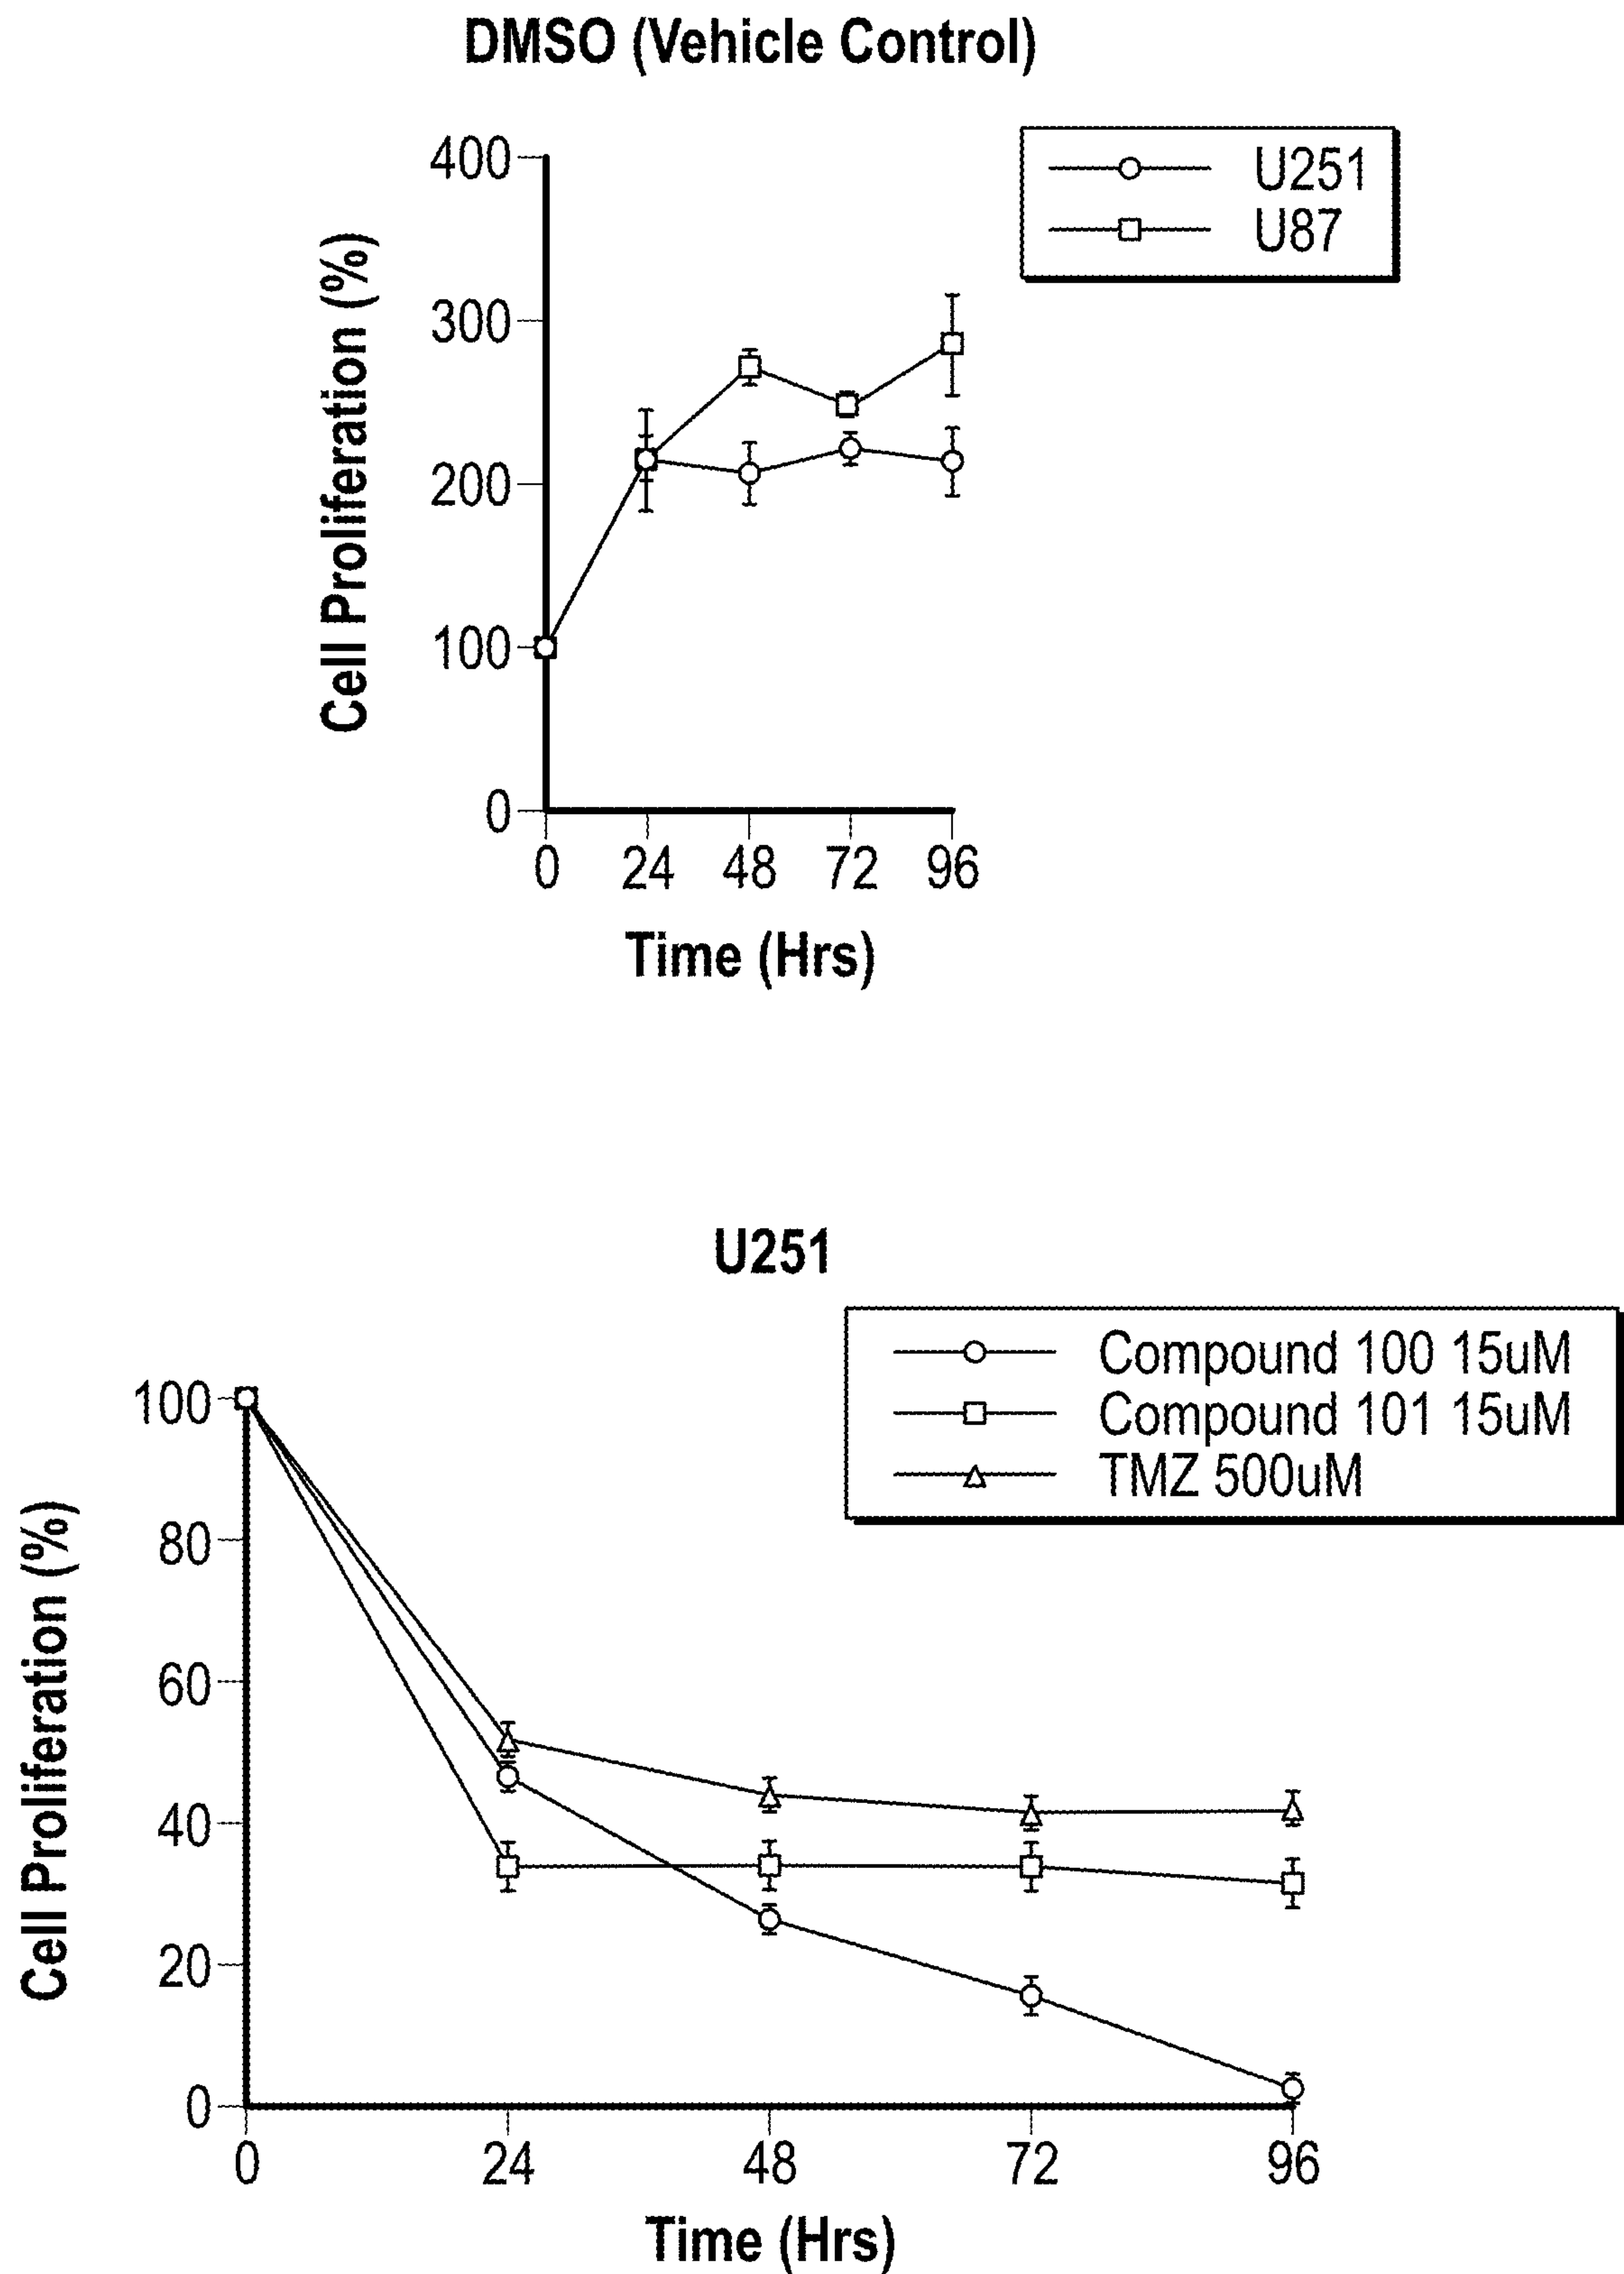 DMSO (Vehicle Control)
U251
U87
Cell Proliferation (%)
400
300
200
100
0
0 24 48 72 96
Time (Hrs)
U251
Compound 100 15uM
Compound 101 15uM
TMZ 500uM
Cell Proliferation (%)
100
80
60
40
20
0
0 24 48 72 96
Time (Hrs)